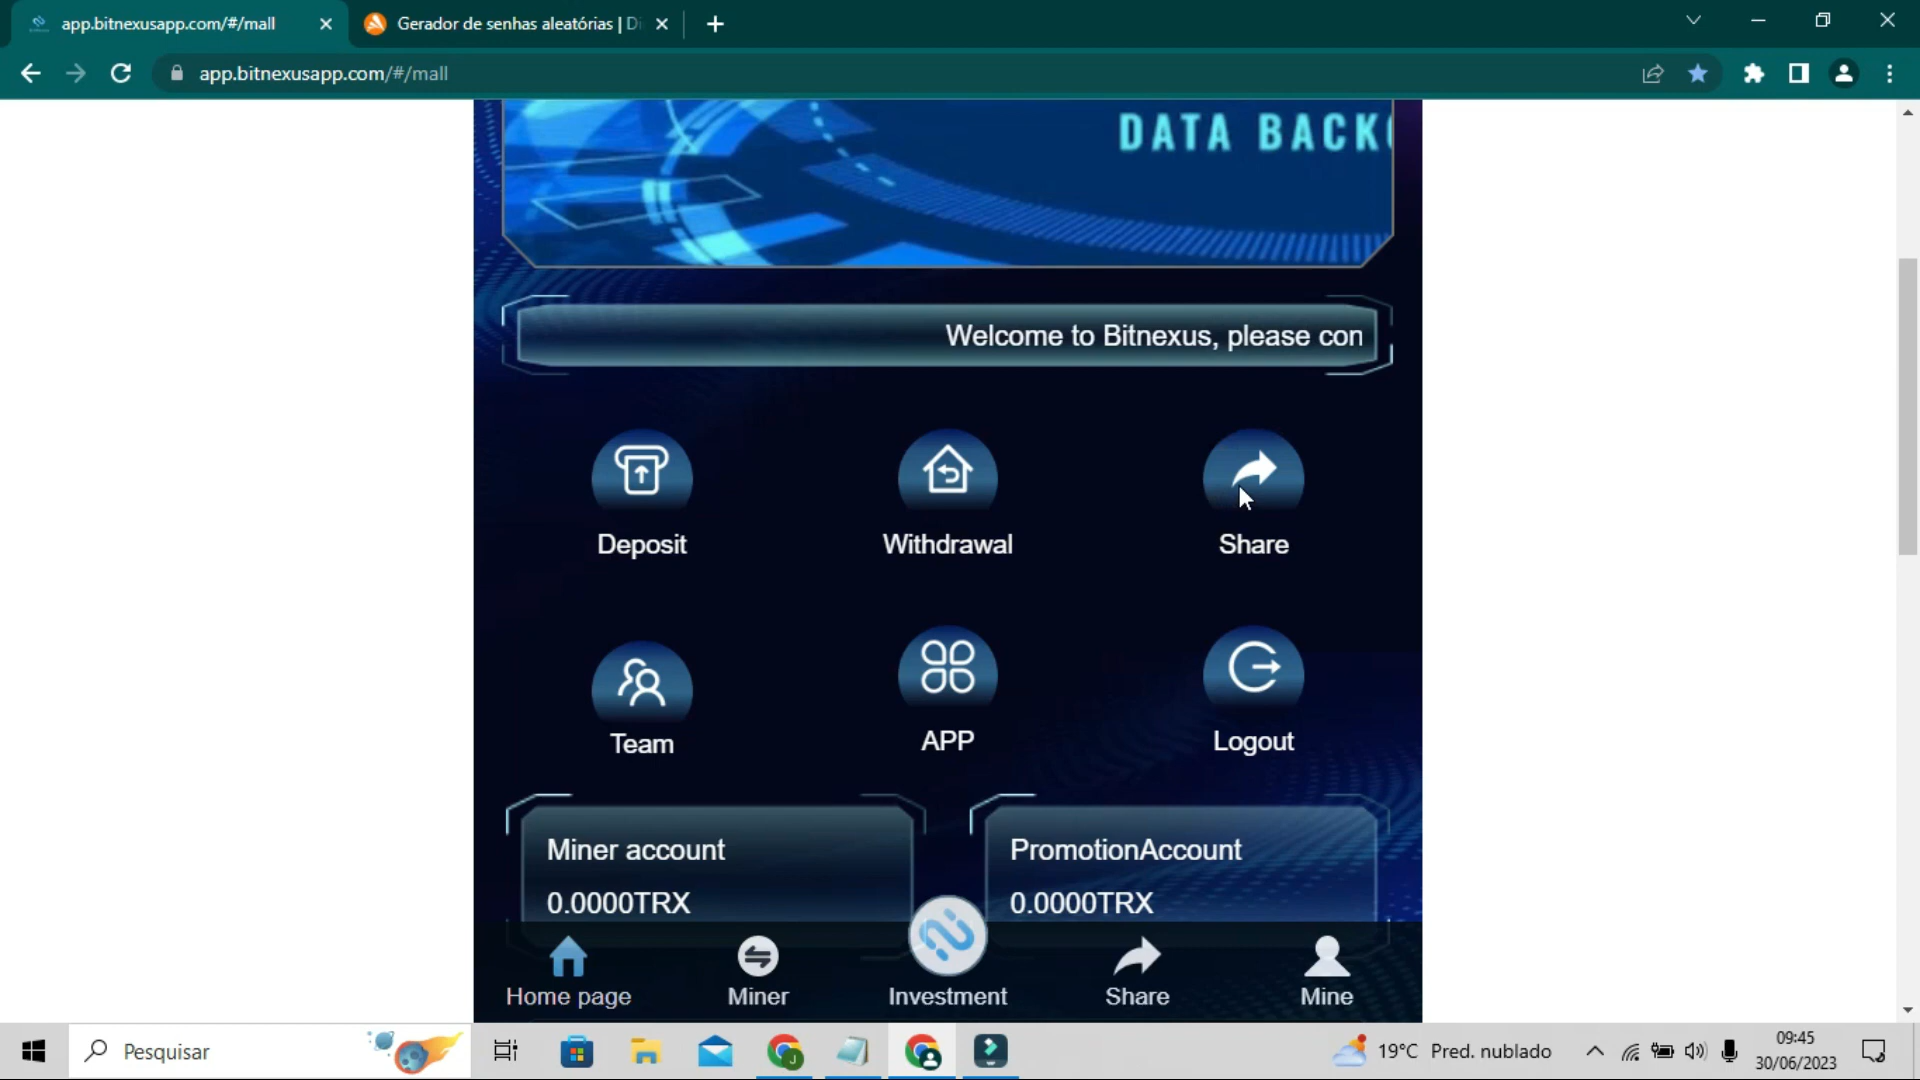 app.bitnexusapp.com/#/mall
Gerador de senhas aleatórias | Di
app.bitnexusapp.com/#/mall
DATA BACK
Welcome to Bitnexus, please con
Deposit
Withdrawal
Share
Team
APP
Logout
Miner account
PromotionAccount
0.0000TRX
0.0000TRX
Home page
Miner
Investment
Share
Mine
Pesquisar
19°C Pred. nublado
09:45
30/06/2023